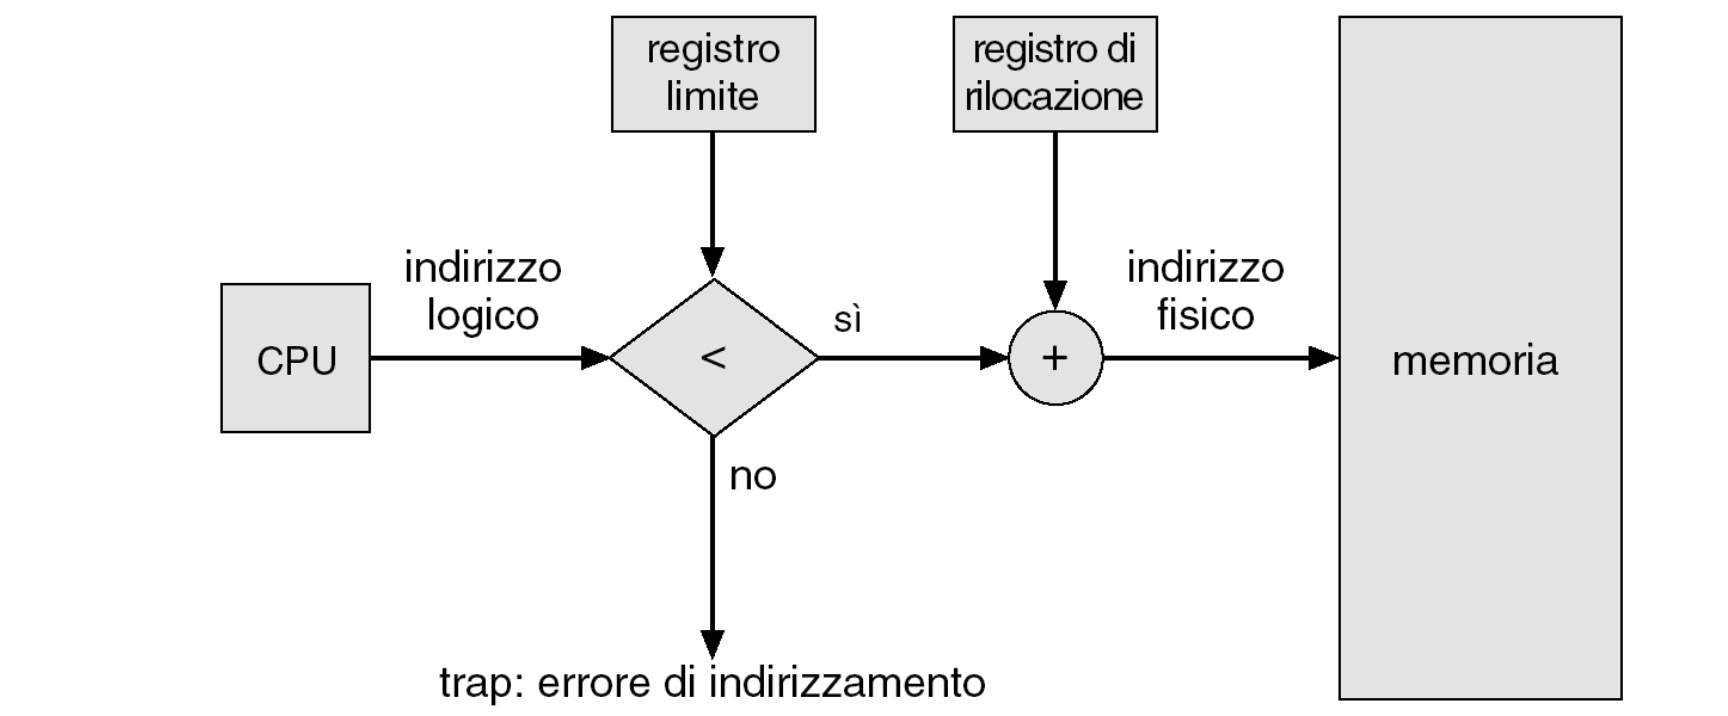 registro
limite
registro di
rilocazione
indirizzo
logico
indirizzo
fisico
sì
CPU
<
+
memoria
no
trap: errore di indirizzamento